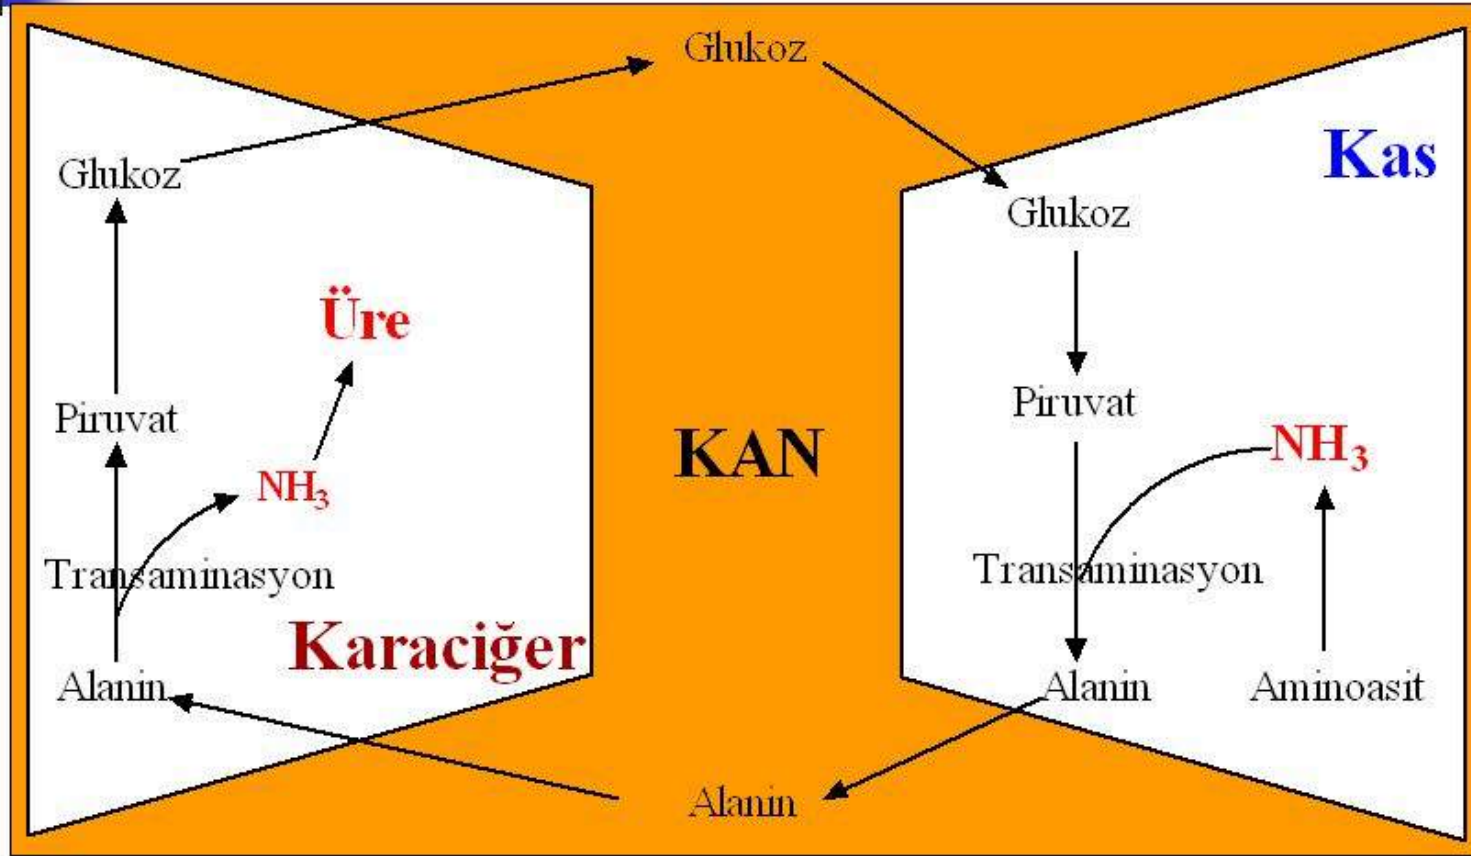 Glukoz
Kas
Glukoz
Glukoz
Üre
Piruvat
Piruvat
KAN
NH₃
NH₃
Transaminasyon
Transaminasyon
Karaciğer
Alanin
Alanin
Aminoasit
Alanin